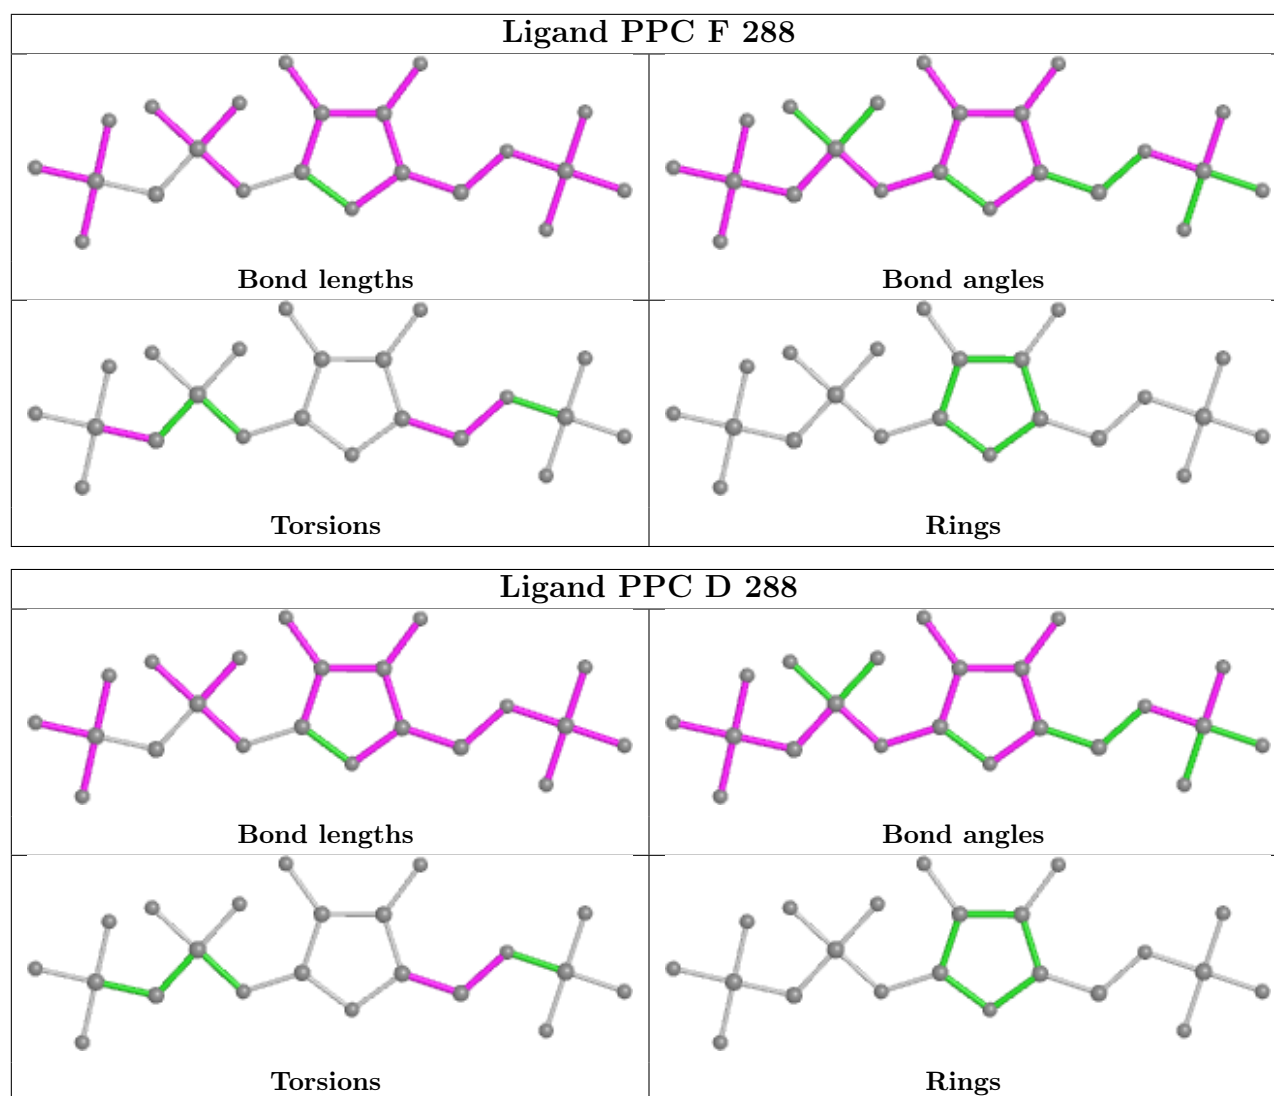 Ligand PPC F 288
Bond lengths
Bond angles
Torsions
Rings
Ligand PPC D 288
Bond lengths
Bond angles
Torsions
Rings